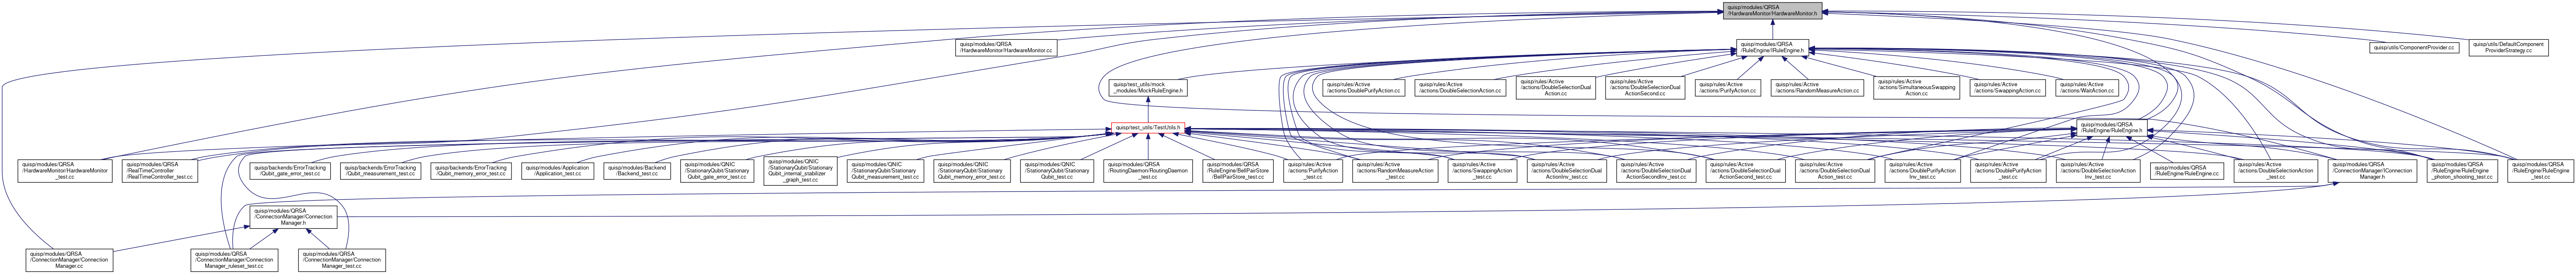 quisp/modules/QRSA
/HardwareMonitor/HardwareMonitor.h
quisp/modules/QRSA
/HardwareMonitor/HardwareMonitor.cc
quisp/modules/QRSA
/RuleEngine/IRuleEngine.h
quisp/utils/ComponentProvider.cc
quisp/utils/DefaultComponent
ProviderStrategy.cc
quisp/test_utils/mock
_modules/MockRuleEngine.h
quisp/rules/Active
/actions/DoublePurifyAction.cc
quisp/rules/Active
/actions/DoubleSelectionAction.cc
quisp/rules/Active
/actions/DoubleSelectionDual
Action.cc
quisp/rules/Active
/actions/DoubleSelectionDual
ActionSecond.cc
quisp/rules/Active
/actions/PurifyAction.cc
quisp/rules/Active
/actions/RandomMeasureAction.cc
quisp/rules/Active
/actions/SimultaneousSwapping
Action.cc
quisp/rules/Active
/actions/SwappingAction.cc
quisp/rules/Active
/actions/WaitAction.cc
quisp/test_utils/TestUtils.h
quisp/modules/QRSA
/RuleEngine/RuleEngine.h
quisp/modules/QRSA
/HardwareMonitor/HardwareMonitor
_test.cc
quisp/modules/QRSA
/RealTimeController
/RealTimeController_test.cc
quisp/backends/ErrorTracking
/Qubit_gate_error_test.cc
quisp/backends/ErrorTracking
/Qubit_measurement_test.cc
quisp/backends/ErrorTracking
/Qubit_memory_error_test.cc
quisp/modules/Application
/Application_test.cc
quisp/modules/Backend
/Backend_test.cc
quisp/modules/QNIC
/StationaryQubit/Stationary
Qubit_gate_error_test.cc
quisp/modules/QNIC
/StationaryQubit/Stationary
Qubit_internal_stabilizer
_graph_test.cc
quisp/modules/QNIC
/StationaryQubit/Stationary
Qubit_measurement_test.cc
quisp/modules/QNIC
/StationaryQubit/Stationary
Qubit_memory_error_test.cc
quisp/modules/QNIC
/StationaryQubit/Stationary
Qubit_test.cc
quisp/modules/QRSA
/RoutingDaemon/RoutingDaemon
_test.cc
quisp/modules/QRSA
/RuleEngine/BellPairStore
/BellPairStore_test.cc
quisp/rules/Active
/actions/PurifyAction
_test.cc
quisp/rules/Active
/actions/RandomMeasureAction
_test.cc
quisp/rules/Active
/actions/SwappingAction
_test.cc
quisp/rules/Active
/actions/DoubleSelectionDual
ActionInv_test.cc
quisp/rules/Active
/actions/DoubleSelectionDual
ActionSecondInv_test.cc
quisp/rules/Active
/actions/DoubleSelectionDual
ActionSecond_test.cc
quisp/rules/Active
/actions/DoubleSelectionDual
Action_test.cc
quisp/rules/Active
/actions/DoublePurifyAction
Inv_test.cc
quisp/rules/Active
/actions/DoublePurifyAction
_test.cc
quisp/rules/Active
/actions/DoubleSelectionAction
Inv_test.cc
quisp/modules/QRSA
/RuleEngine/RuleEngine.cc
quisp/rules/Active
/actions/DoubleSelectionAction
_test.cc
quisp/modules/QRSA
/ConnectionManager/IConnection
Manager.h
quisp/modules/QRSA
/RuleEngine/RuleEngine
_photon_shooting_test.cc
quisp/modules/QRSA
/RuleEngine/RuleEngine
_test.cc
quisp/modules/QRSA
/ConnectionManager/Connection
Manager.h
quisp/modules/QRSA
/ConnectionManager/Connection
Manager.cc
quisp/modules/QRSA
/ConnectionManager/Connection
Manager_ruleset_test.cc
quisp/modules/QRSA
/ConnectionManager/Connection
Manager_test.cc